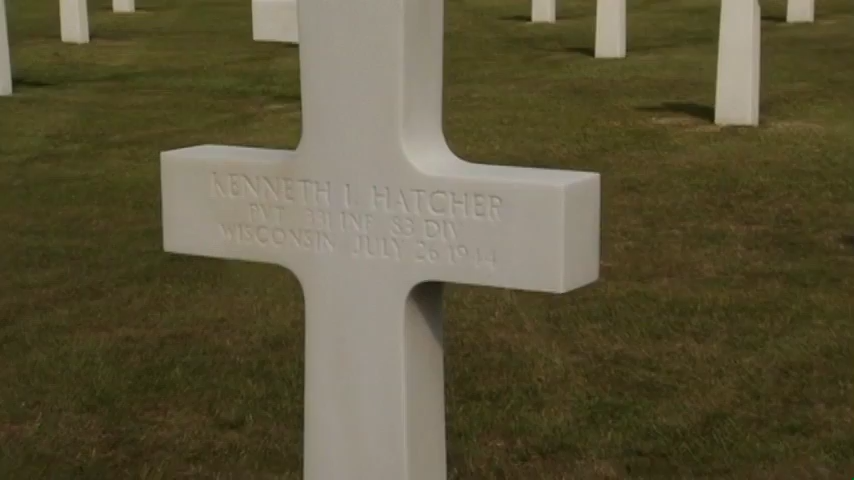 KENNETH I. HATCHER
PVT 331 INF 83 DIV
WISCONSIN JULY 26 1944